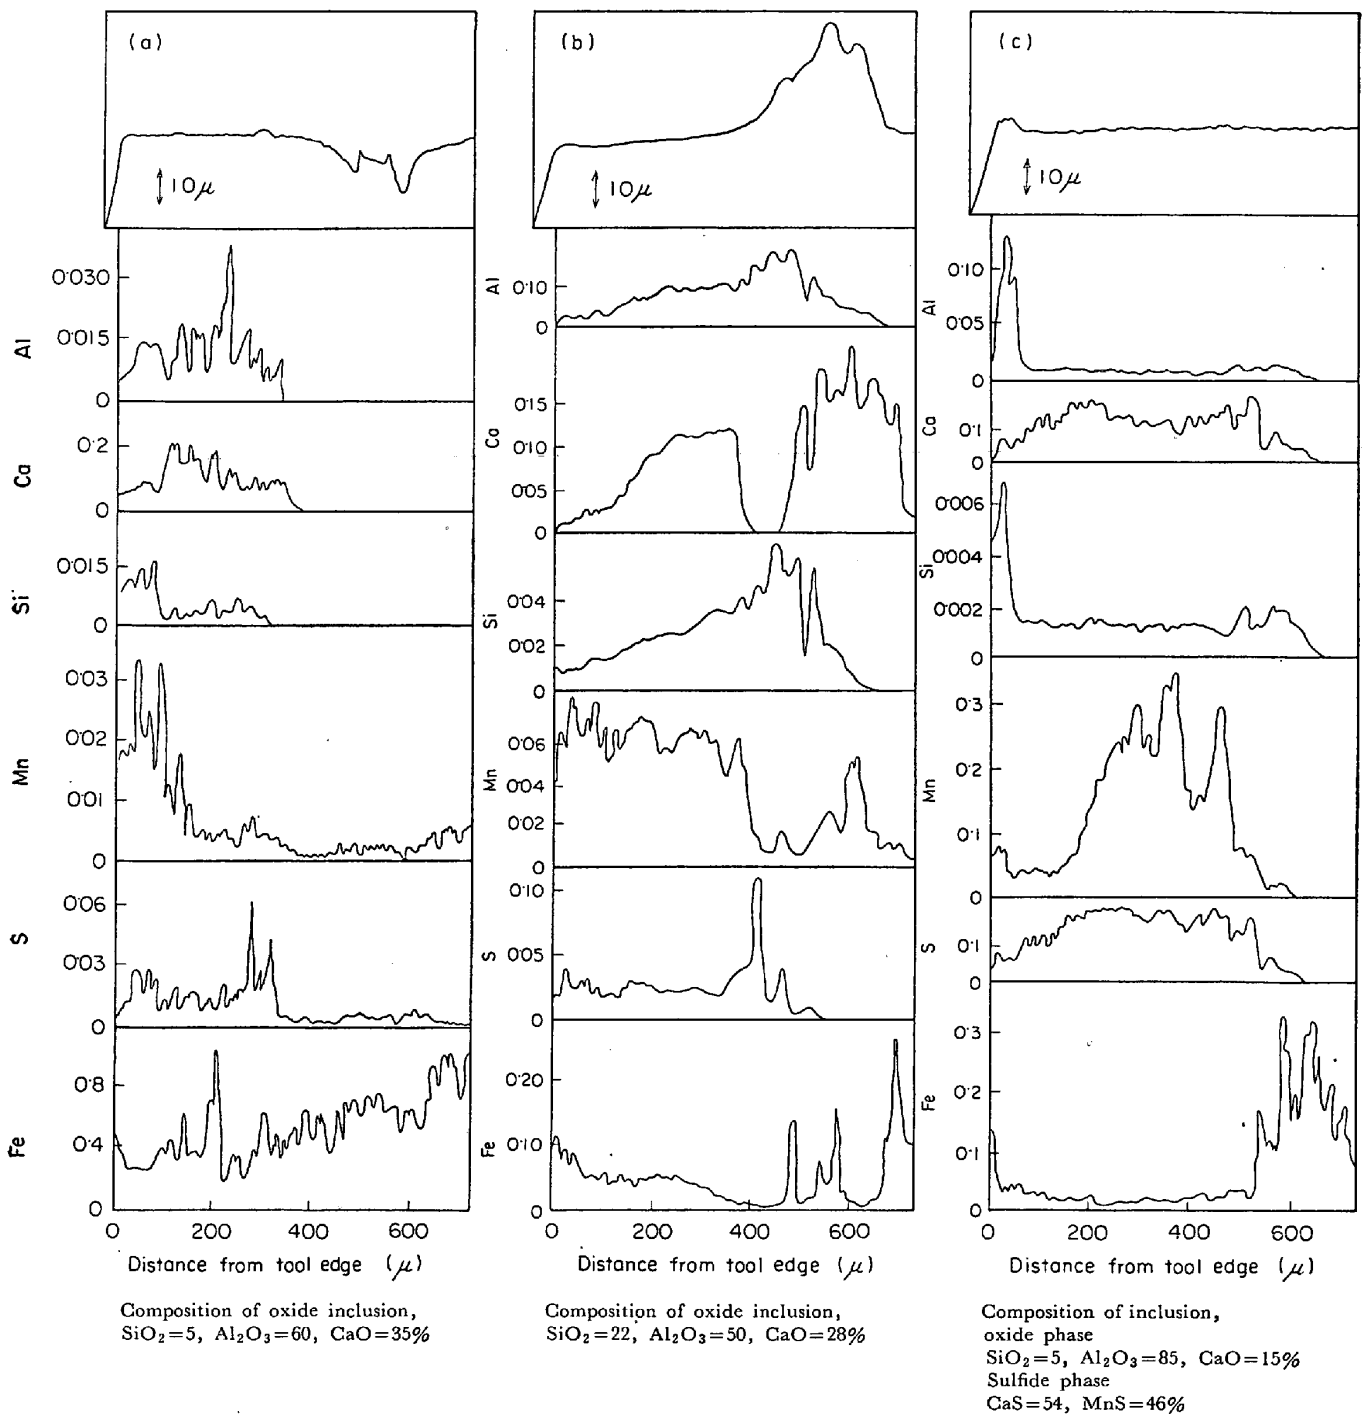 (a)
10μ
Al
0·030
0·015
0
Ca
0·2
0
Si
0·015
0
Mn
0·03
0·02
0·01
0
S
0·06
0·03
0
Fe
0·8
0·4
0
0 200 400 600
Distance from tool edge (μ)
Composition of oxide inclusion,
SiO₂=5, Al₂O₃=60, CaO=35%
(b)
10μ
Al
0·10
0
Ca
0·15
0·10
0·05
0
Si
0·04
0·02
0
Mn
0·06
0·04
0·02
0
S
0·10
0·05
0
Fe
0·20
0·10
0
0 200 400 600
Distance from tool edge (μ)
Composition of oxide inclusion,
SiO₂=22, Al₂O₃=50, CaO=28%
(c)
10μ
Al
0·10
0·05
0
Ca
0·1
0
Si
0·006
0·004
0·002
0
Mn
0·3
0·2
0·1
0
S
0·1
0
Fe
0·3
0·2
0·1
0
0 200 400 600
Distance from tool edge (μ)
Composition of inclusion,
oxide phase
SiO₂=5, Al₂O₃=85, CaO=15%
Sulfide phase
CaS=54, MnS=46%